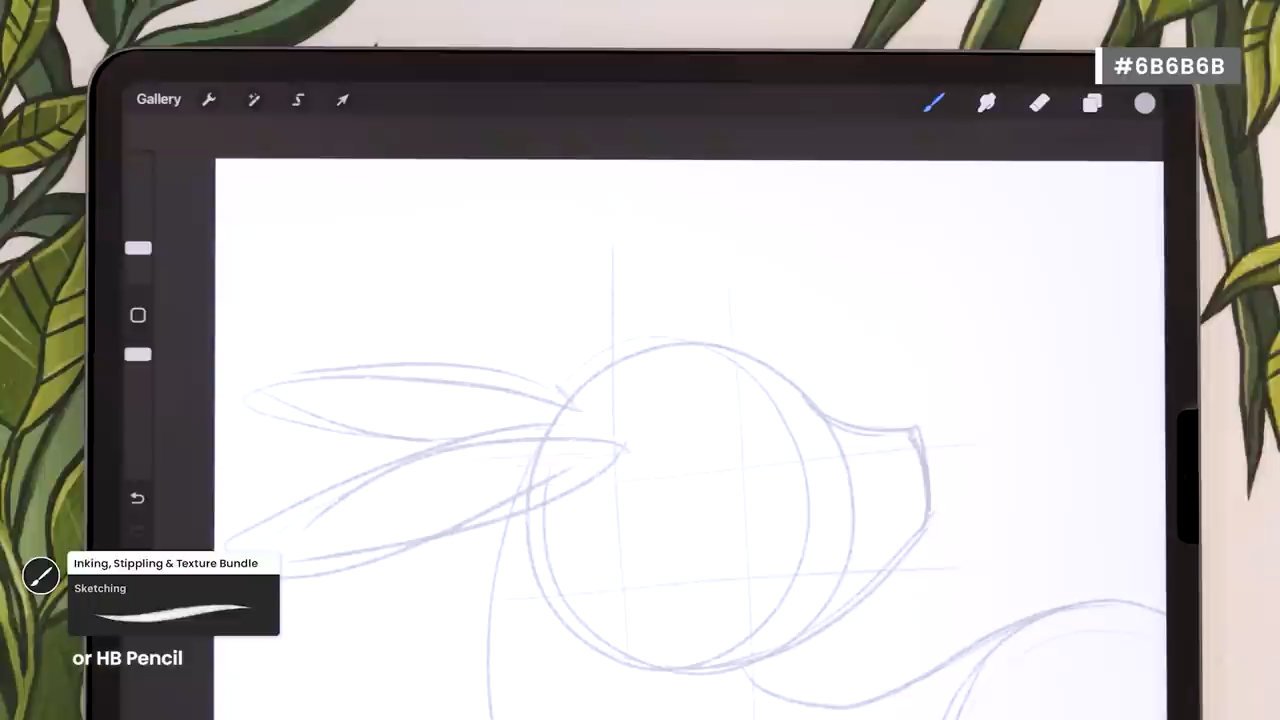 #6B6B6B
Gallery
Inking, Stippling & Texture Bundle
Sketching
or HB Pencil